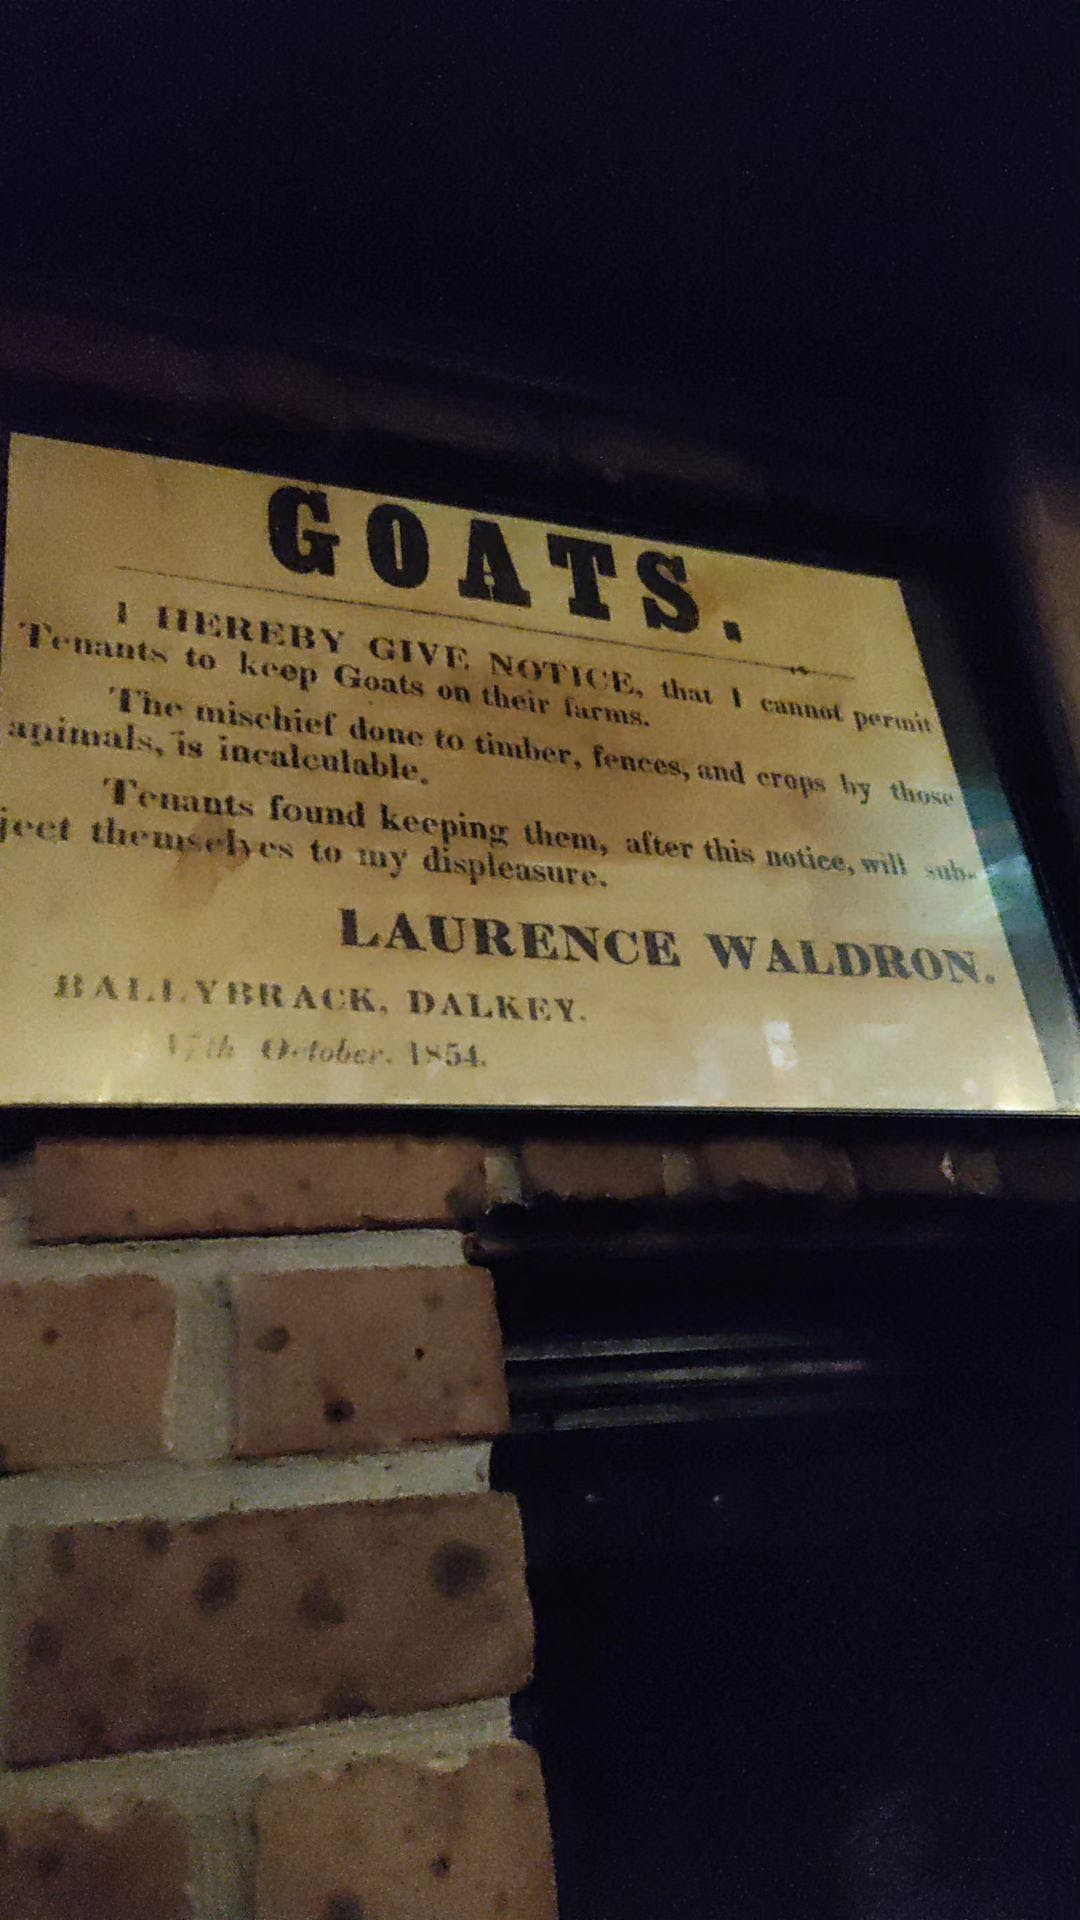 GOATS.
I HEREBY GIVE NOTICE, that I cannot permit
Tenants to keep Goats on their farms.
The mischief done to timber, fences, and crops by those
animals, is incalculable.
Tenants found keeping them, after this notice, will sub-
ject themselves to my displeasure.
LAURENCE WALDRON.
BALLYBRACK, DALKEY.
17th October. 1854.